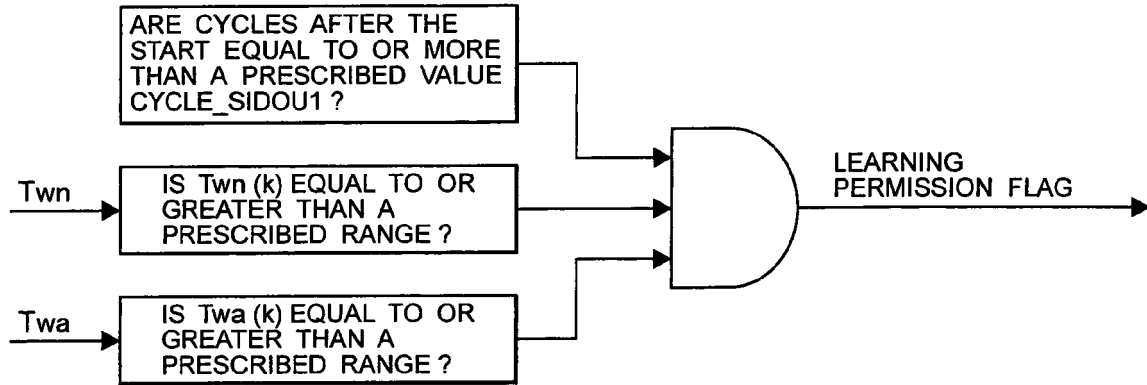 ARE CYCLES AFTER THE
START EQUAL TO OR MORE
THAN A PRESCRIBED VALUE
CYCLE_SIDOU1 ?
Twn
IS Twn (k) EQUAL TO OR
GREATER THAN A
PRESCRIBED RANGE ?
Twa
IS Twa (k) EQUAL TO OR
GREATER THAN A
PRESCRIBED RANGE ?
LEARNING
PERMISSION FLAG